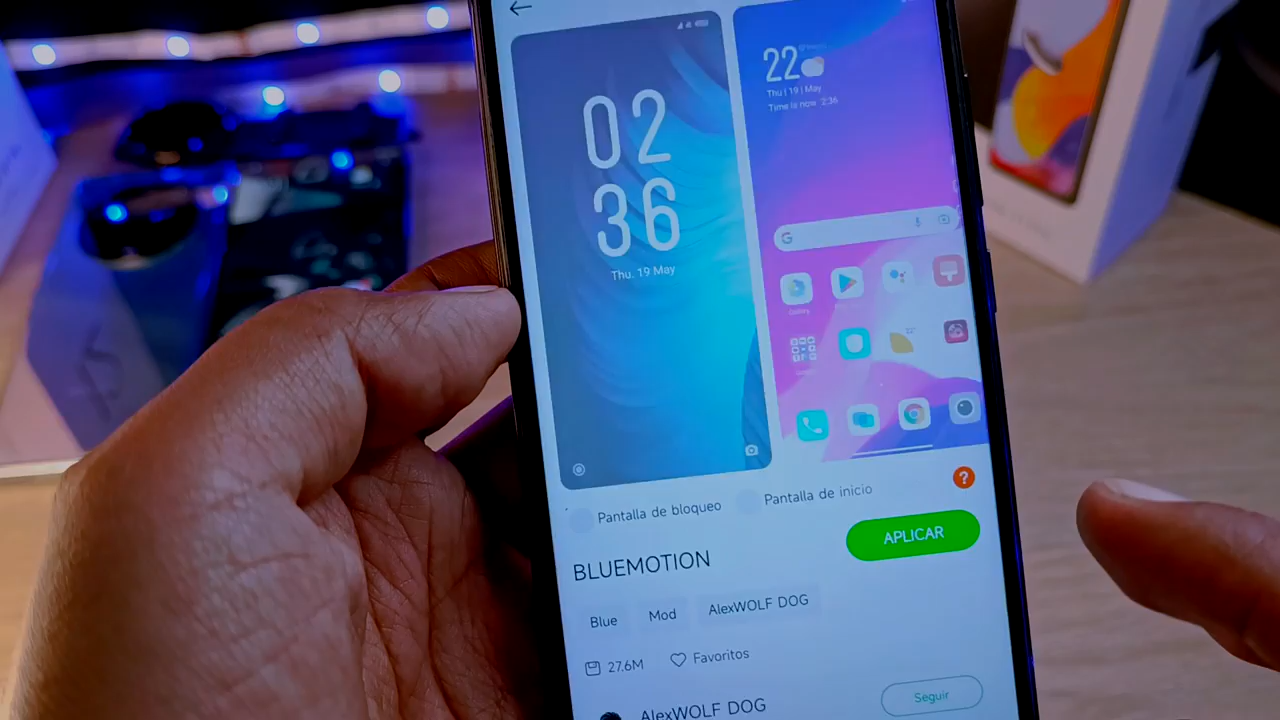 02
36
Thu. 19 May
22
Thu | 19 | May
Time is now 2:36
G
Gallery
Pantalla de bloqueo
Pantalla de inicio
?
BLUEMOTION
APLICAR
Blue
Mod
AlexWOLF DOG
27.6M
Favoritos
AlexWOLF DOG
Seguir